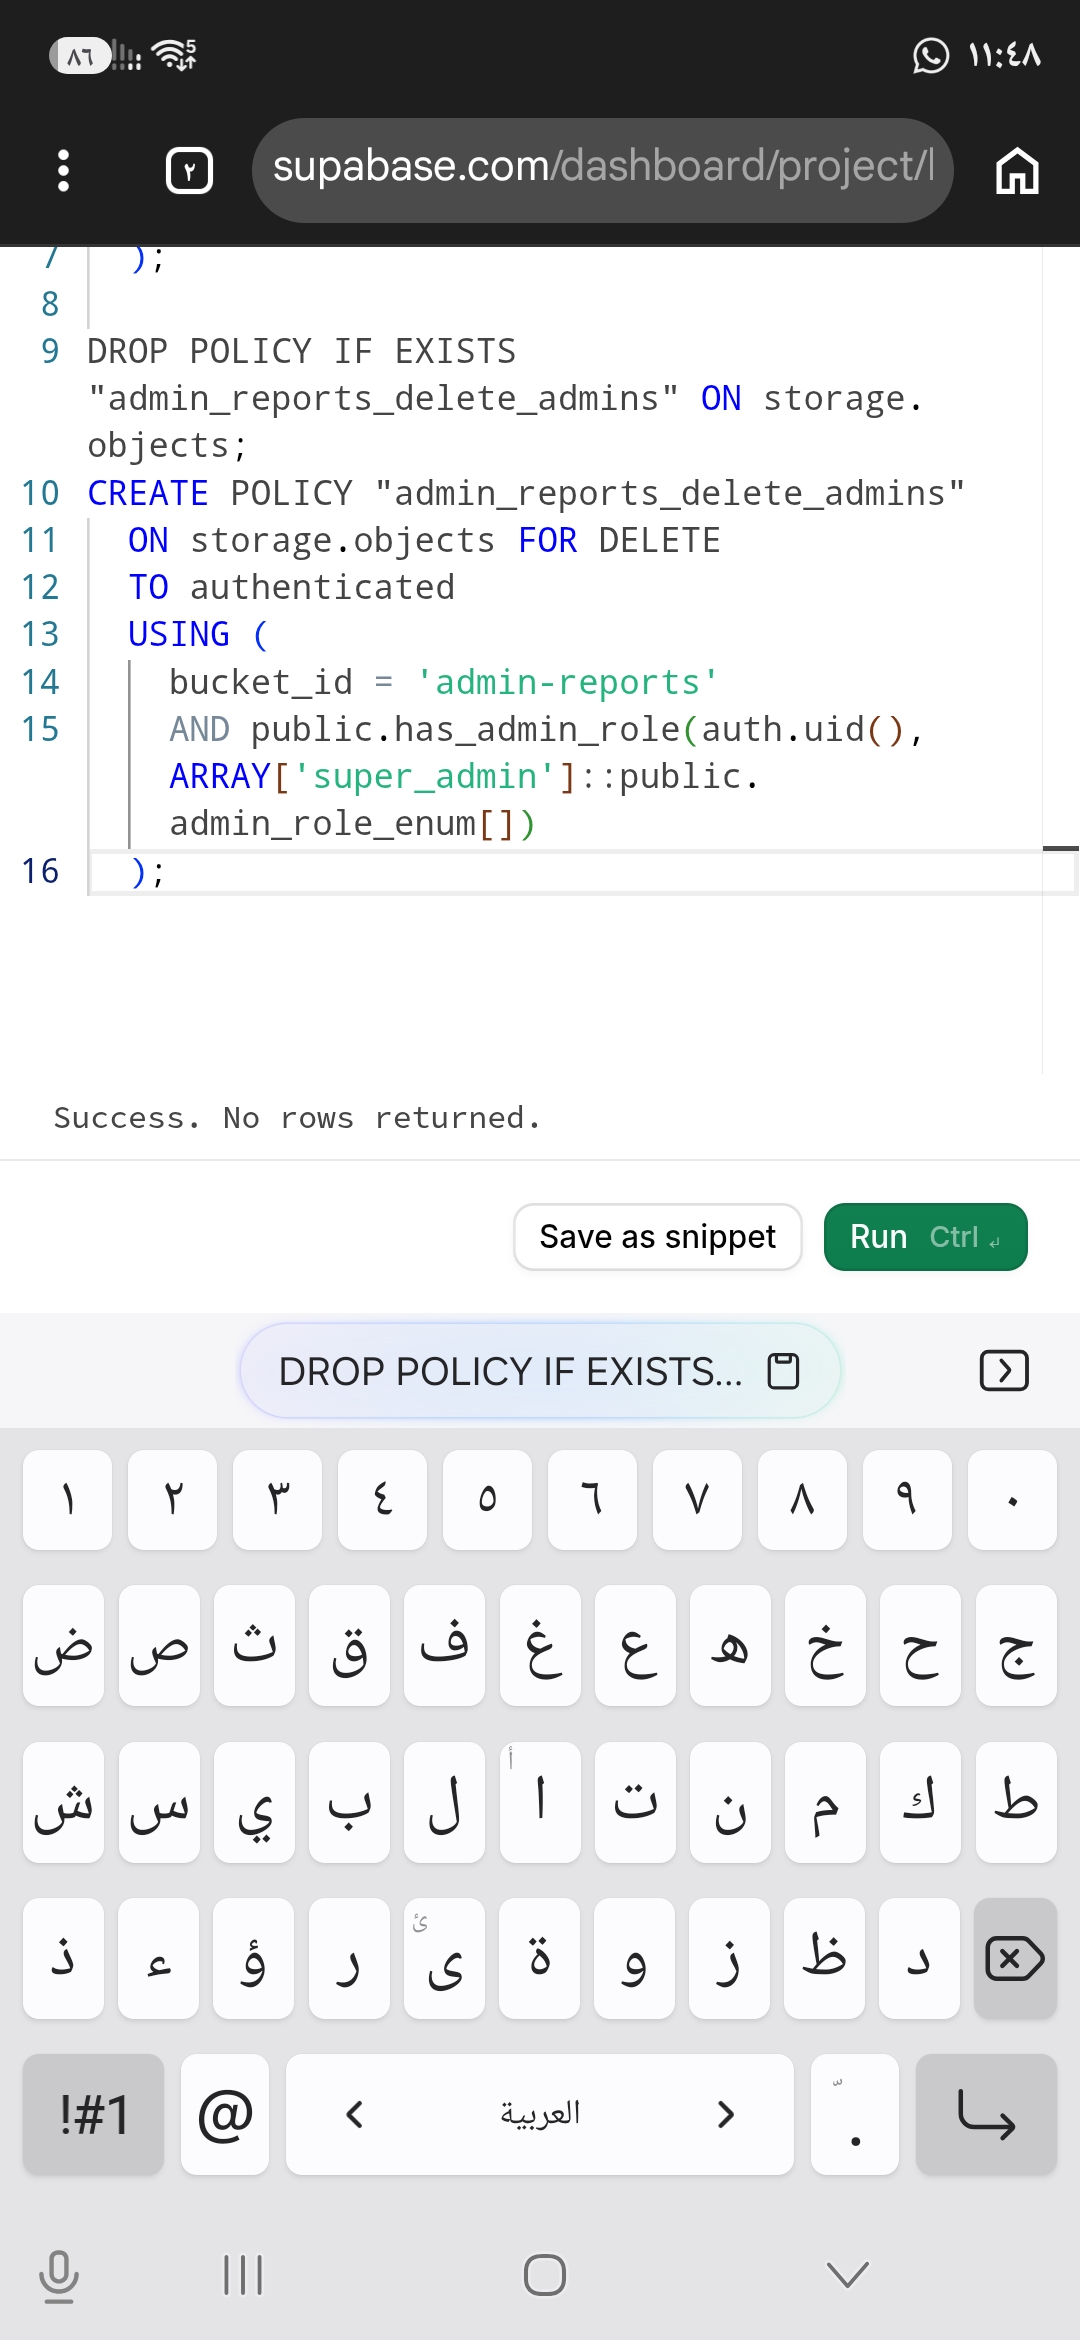 ٨٦
5
١١:٤٨
٢
supabase.com/dashboard/project/l
7 );
8
9 DROP POLICY IF EXISTS
"admin_reports_delete_admins" ON storage.
objects;
10 CREATE POLICY "admin_reports_delete_admins"
11 ON storage.objects FOR DELETE
12 TO authenticated
13 USING (
14 bucket_id = 'admin-reports'
15 AND public.has_admin_role(auth.uid(),
ARRAY['super_admin']::public.
admin_role_enum[])
16 );
Success. No rows returned.
Save as snippet
Run Ctrl ↵
DROP POLICY IF EXISTS...
١ ٢ ٣ ٤ ٥ ٦ ٧ ٨ ٩ ٠
ض ص ث ق ف غ ع ه خ ح ج
ش س ي ب ل ا أ ت ن م ك ط
ذ ء ؤ ر ى ئ ة و ز ظ د
!#1 @ < العربية > .